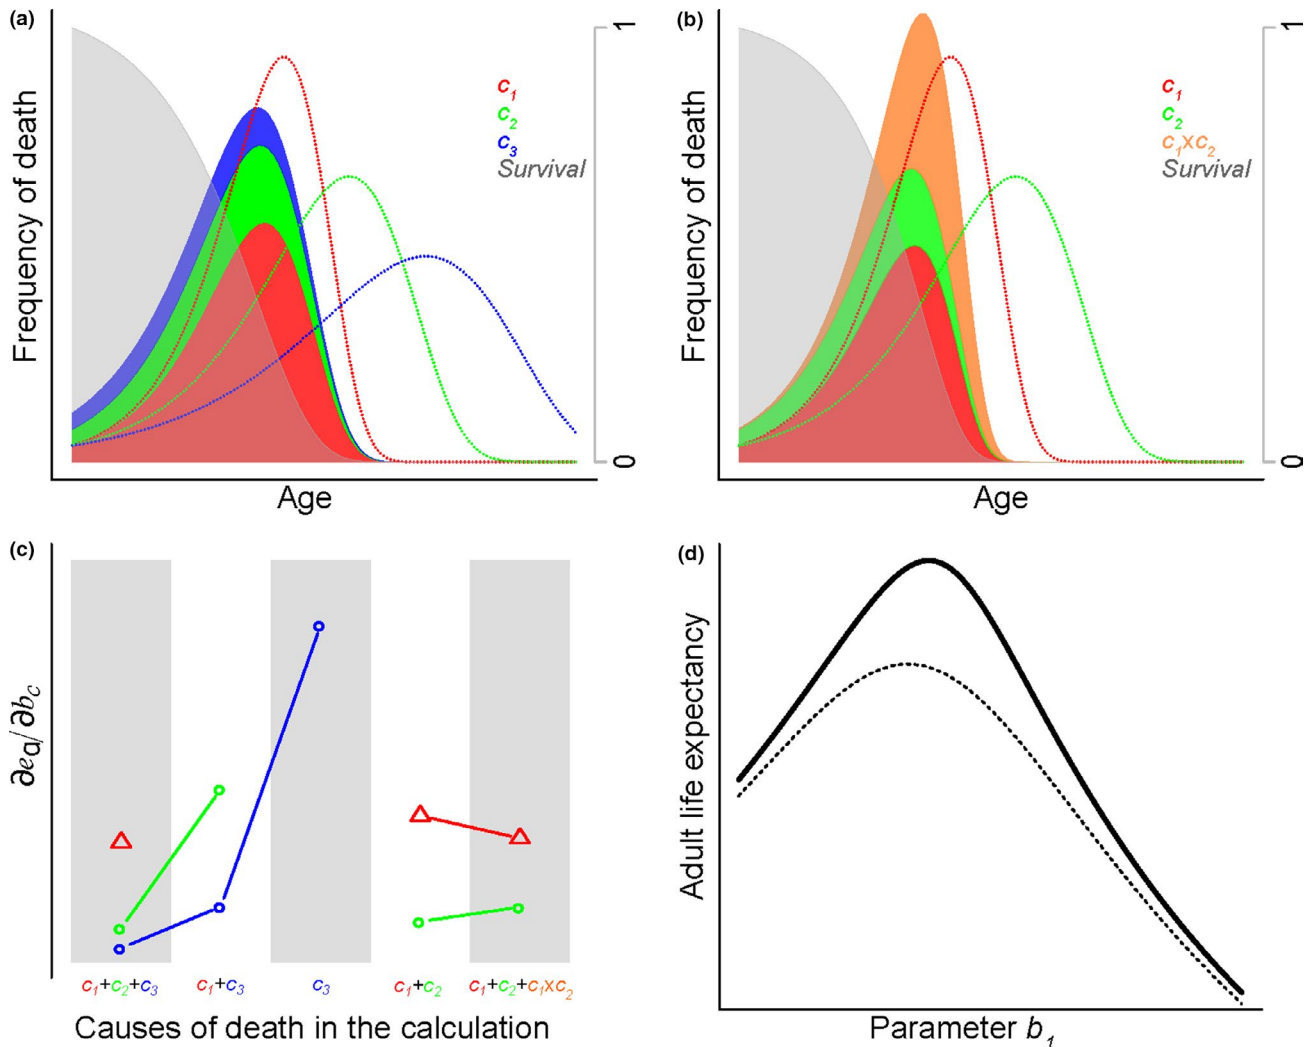 (a)
Frequency of death
c₁
c₂
c₃
Survival
1
0
Age
(b)
Frequency of death
c₁
c₂
c₁xc₂
Survival
1
0
Age
(c)
∂eɑ/∂b꜀
c₁+c₂+c₃
c₁+c₃
c₃
c₁+c₂
c₁+c₂+c₁xc₂
Causes of death in the calculation
(d)
Adult life expectancy
Parameter b₁